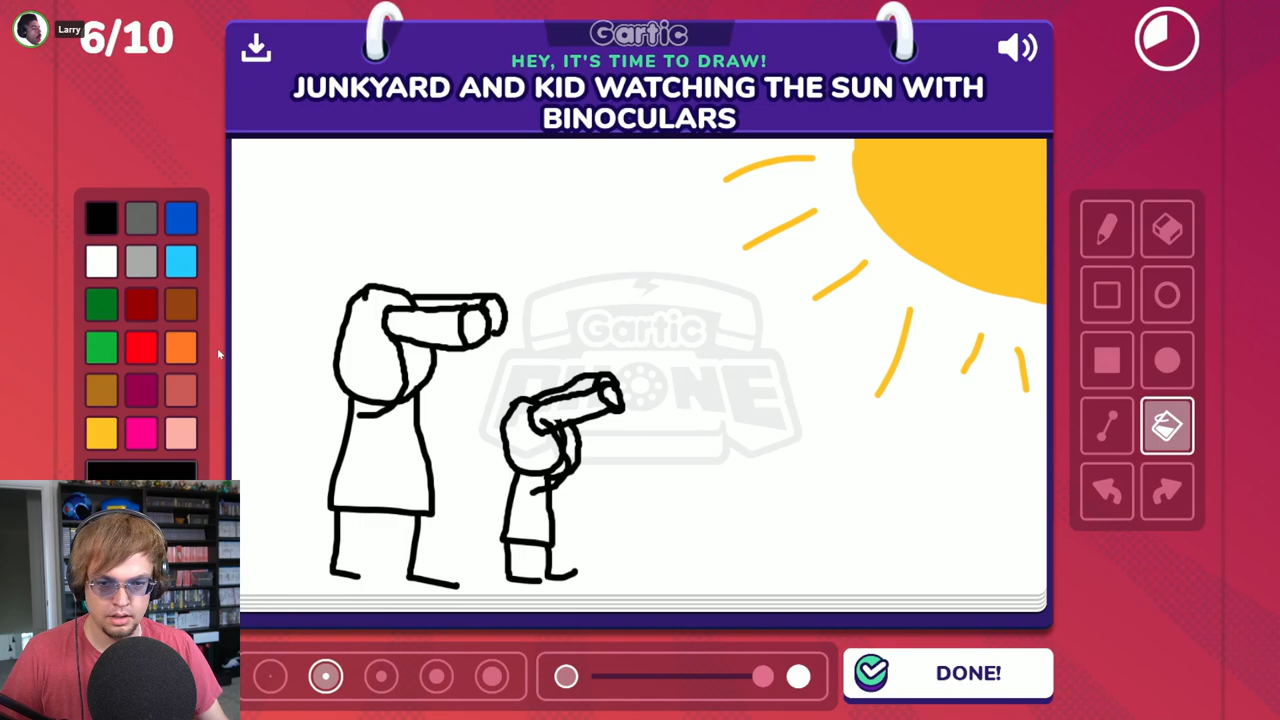 Larry
6/10
Gartic
HEY, IT'S TIME TO DRAW!
JUNKYARD AND KID WATCHING THE SUN WITH
BINOCULARS
Gartic
PHONE
DONE!